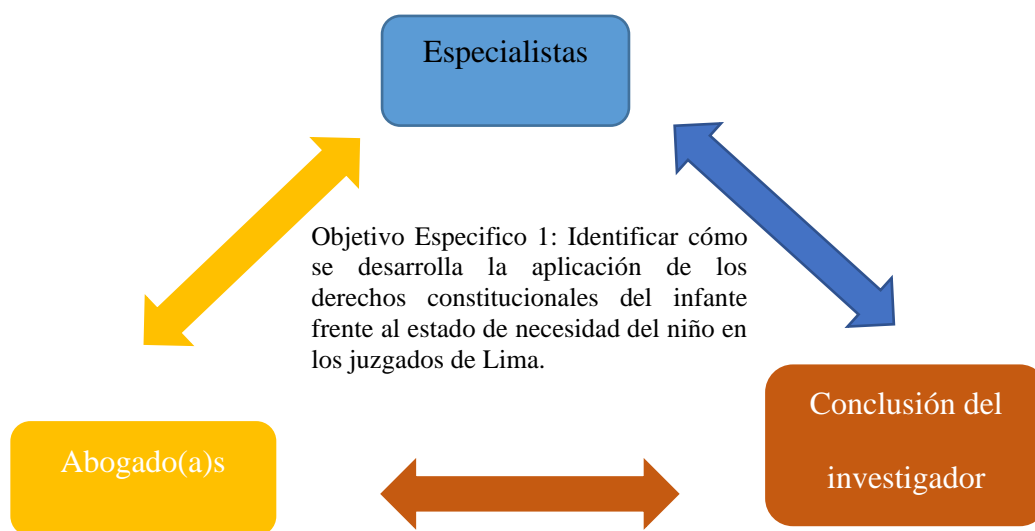 Especialistas
Objetivo Especifico 1: Identificar cómo
se desarrolla la aplicación de los
derechos constitucionales del infante
frente al estado de necesidad del niño en
los juzgados de Lima.
Abogado(a)s
Conclusión del
investigador